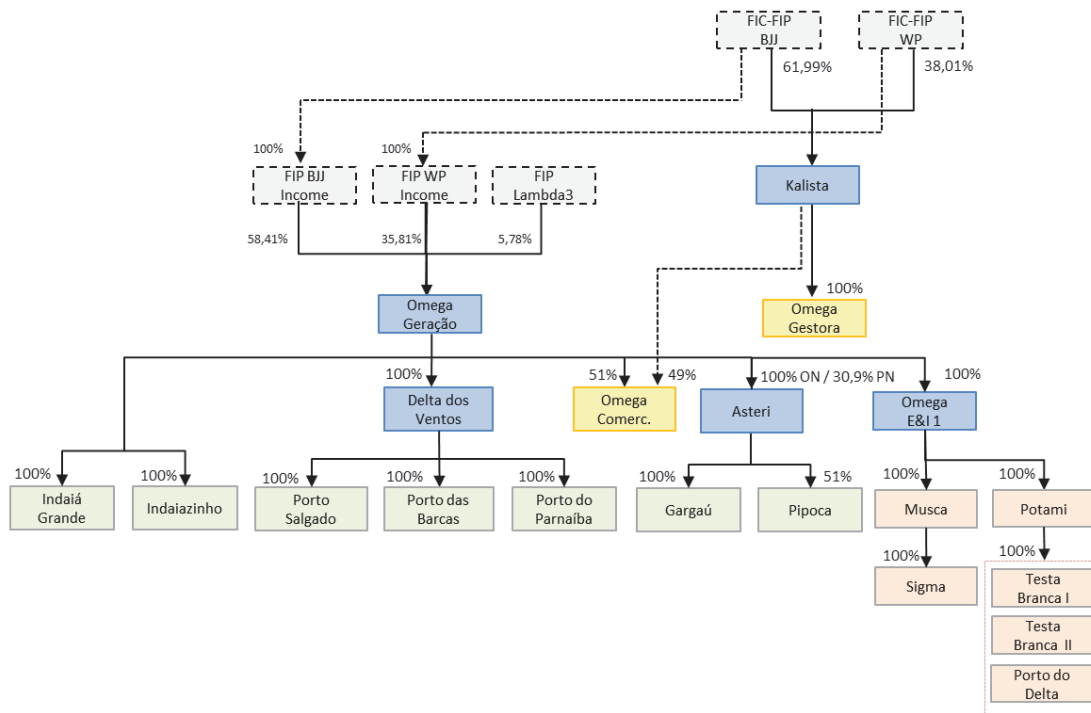 FIC-FIP
BJJ
FIC-FIP
WP
61,99%
38,01%
100%
100%
FIP BJJ
Income
FIP WP
Income
FIP
Lambda3
Kalista
58,41%
35,81%
5,78%
100%
Omega
Geração
Omega
Gestora
100%
51%
49%
100% ON / 30,9% PN
100%
Delta dos
Ventos
Omega
Comerc.
Asteri
Omega
E&I 1
100%
100%
100%
100%
100%
100%
51%
100%
100%
Indaiá
Grande
Indaiazinho
Porto
Salgado
Porto das
Barcas
Porto do
Parnaíba
Gargaú
Pipoca
Musca
Potami
100%
100%
Sigma
Testa
Branca I
Testa
Branca II
Porto do
Delta